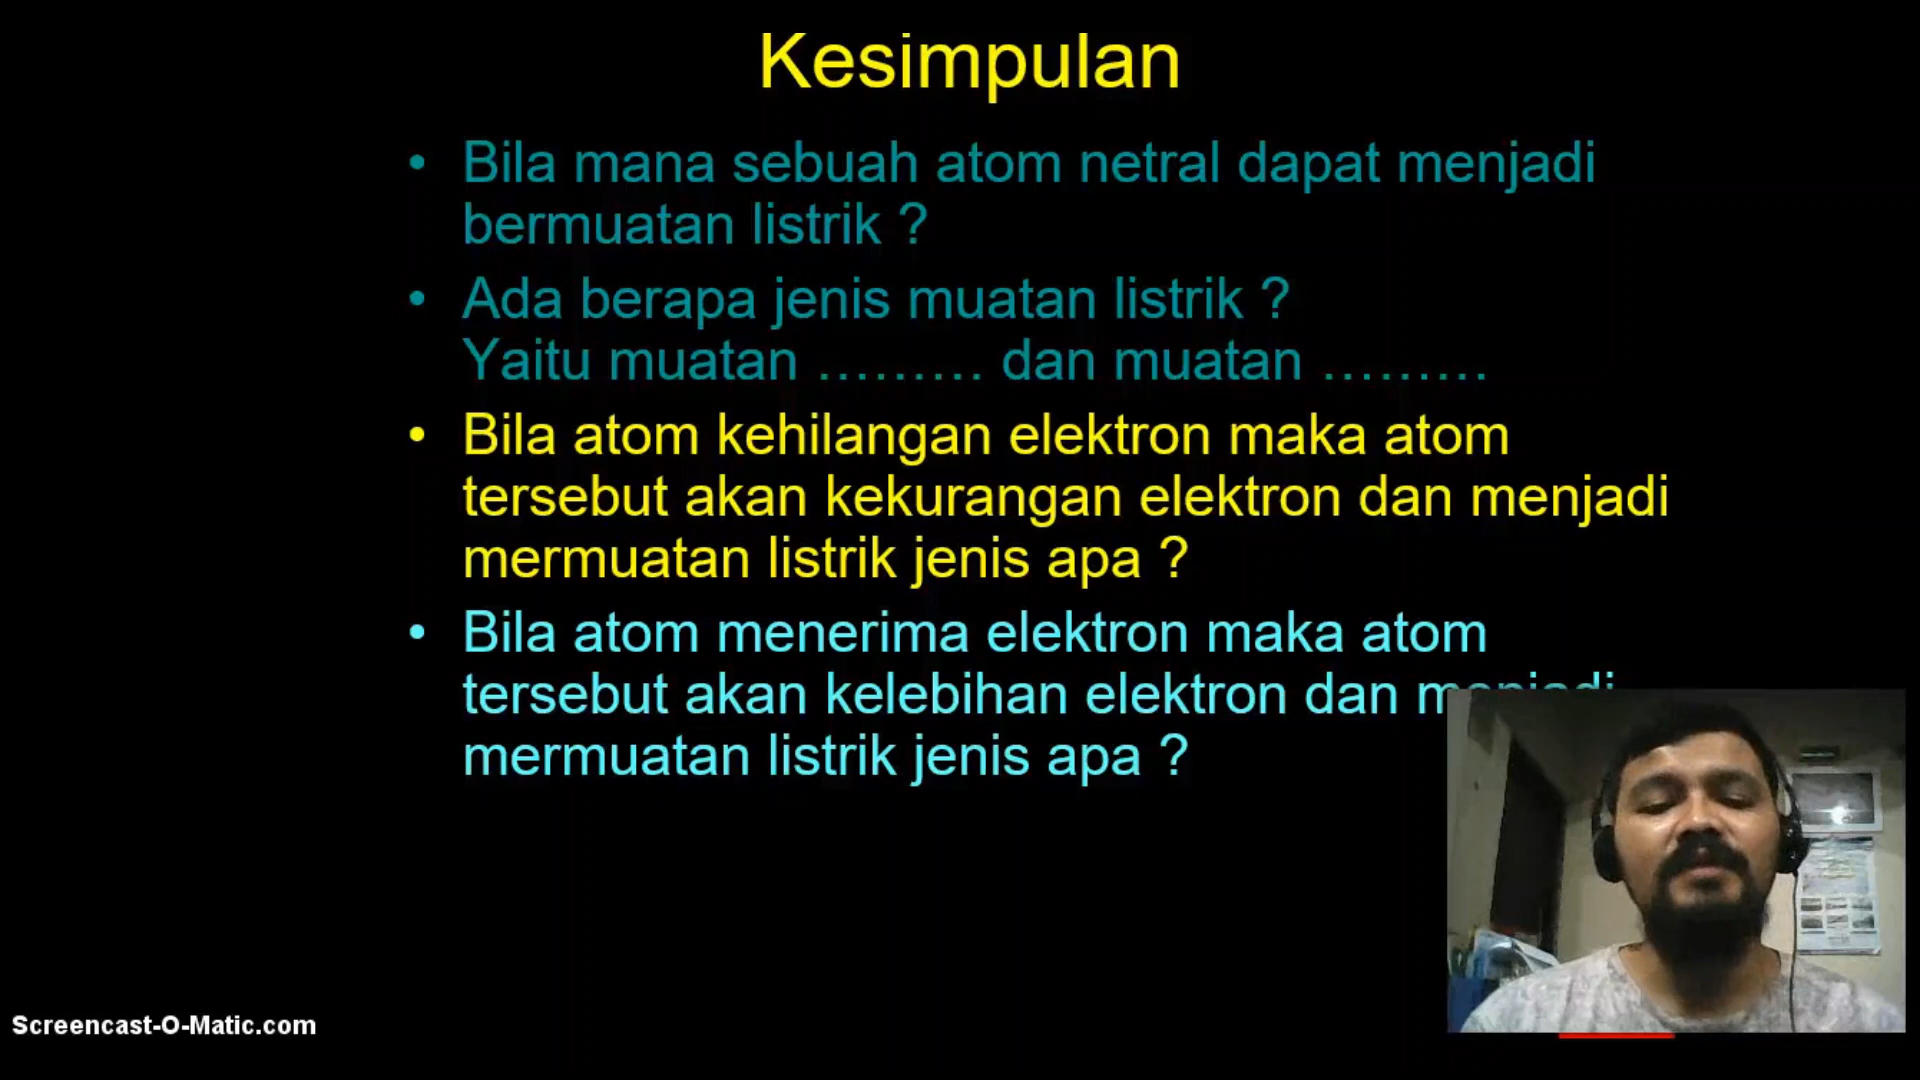 Kesimpulan
• Bila mana sebuah atom netral dapat menjadi
bermuatan listrik ?
• Ada berapa jenis muatan listrik ?
Yaitu muatan ……… dan muatan ………
• Bila atom kehilangan elektron maka atom
tersebut akan kekurangan elektron dan menjadi
mermuatan listrik jenis apa ?
• Bila atom menerima elektron maka atom
tersebut akan kelebihan elektron dan menjadi
mermuatan listrik jenis apa ?
Screencast-O-Matic.com